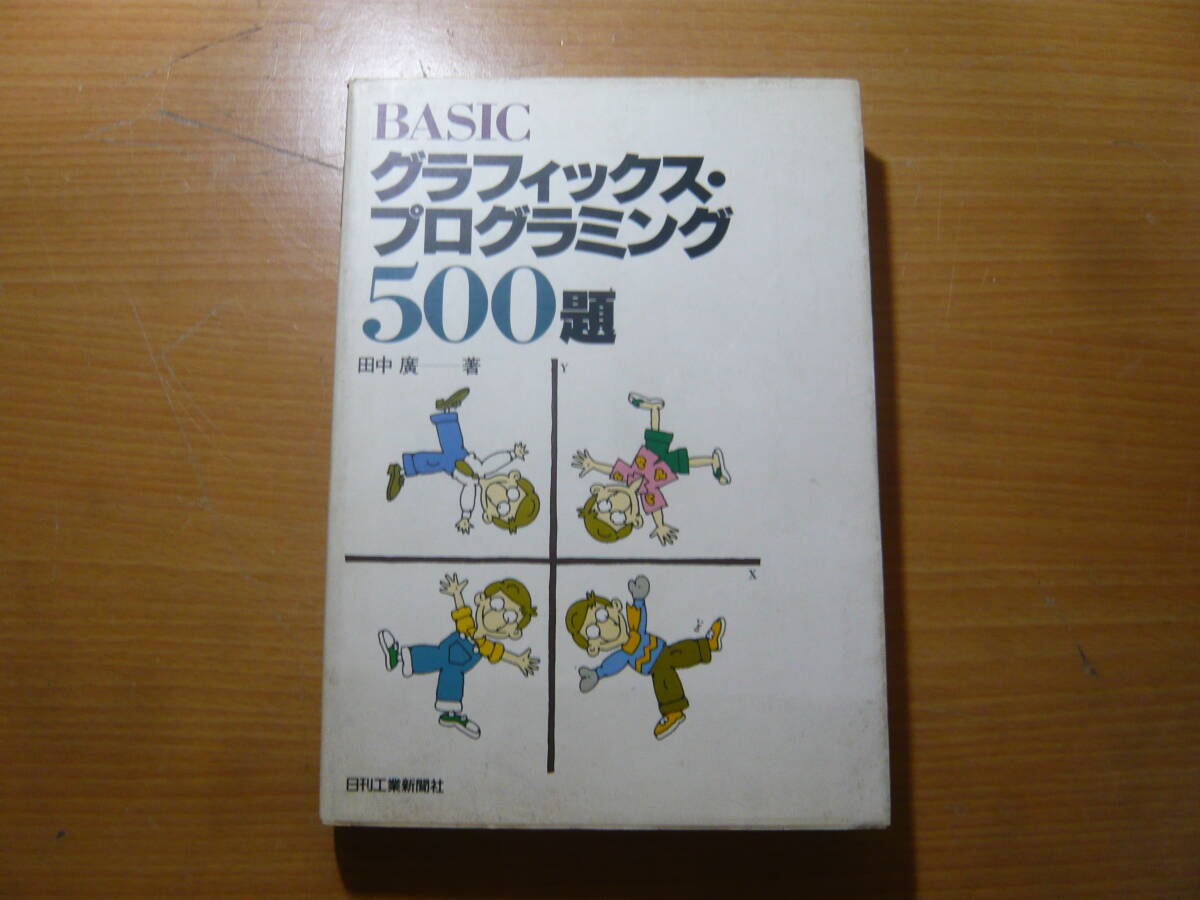 BASIC
グラフィックス・
プログラミング
500題
田中 廣——著
Y
X
日刊工業新聞社